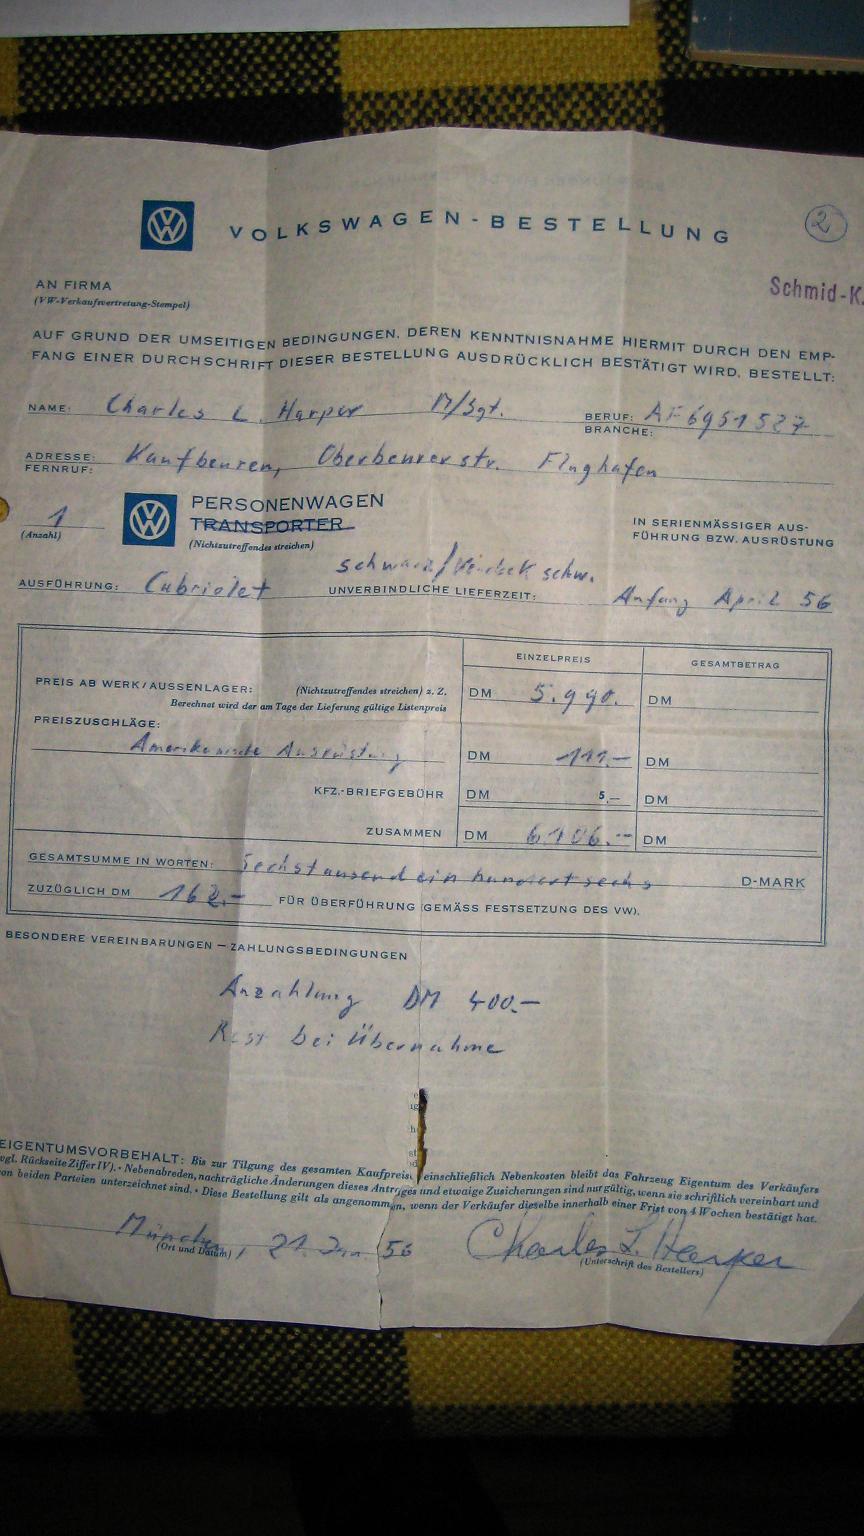 VOLKSWAGEN-BESTELLUNG
2
AN FIRMA
(VW-Verkaufsvertretung-Stempel)
Schmid-K.
AUF GRUND DER UMSEITIGEN BEDINGUNGEN, DEREN KENNTNISNAHME HIERMIT DURCH DEN EMP-
FANG EINER DURCHSCHRIFT DIESER BESTELLUNG AUSDRÜCKLICH BESTÄTIGT WIRD, BESTELLT:
NAME: Charles L. Harper M/Sgt. BERUF: AF6951527
BRANCHE:
ADRESSE: Kaufbeuren, Oberbeurerstr. Flughafen
FERNRUF:
1 PERSONENWAGEN
TRANSPORTER
(Anzahl) (Nichtzutreffendes streichen)
IN SERIENMÄSSIGER AUS-
FÜHRUNG BZW. AUSRÜSTUNG
schwarz/ schw.
AUSFÜHRUNG: Cabriolet UNVERBINDLICHE LIEFERZEIT: Anfang April 56
EINZELPREIS GESAMTBETRAG
PREIS AB WERK/AUSSENLAGER: (Nichtzutreffendes streichen) z. Z. DM 5.990. DM
Berechnet wird der am Tage der Lieferung gültige Listenpreis
PREISZUSCHLÄGE:
Amerikanische Ausrüstung DM 111.- DM
KFZ.-BRIEFGEBÜHR DM 5,- DM
ZUSAMMEN DM 6106.- DM
GESAMTSUMME IN WORTEN: Sechstausendeinhundertsechs D-MARK
ZUZÜGLICH DM 162.- FÜR ÜBERFÜHRUNG (GEMÄSS FESTSETZUNG DES VW).
BESONDERE VEREINBARUNGEN - ZAHLUNGSBEDINGUNGEN
Anzahlung DM 400.-
Rest bei Übernahme
EIGENTUMSVORBEHALT: Bis zur Tilgung des gesamten Kaufpreises einschließlich Nebenkosten bleibt das Fahrzeug Eigentum des Verkäufers
vgl. Rückseite Ziffer IV). • Nebenabreden, nachträgliche Änderungen dieses Antrages und etwaige Zusicherungen sind nur gültig, wenn sie schriftlich vereinbart und
von beiden Parteien unterzeichnet sind. • Diese Bestellung gilt als angenommen, wenn der Verkäufer dieselbe innerhalb einer Frist von 4 Wochen bestätigt hat.
München, 21. Jan. 56 Charles L. Harper
(Ort und Datum) (Unterschrift des Bestellers)